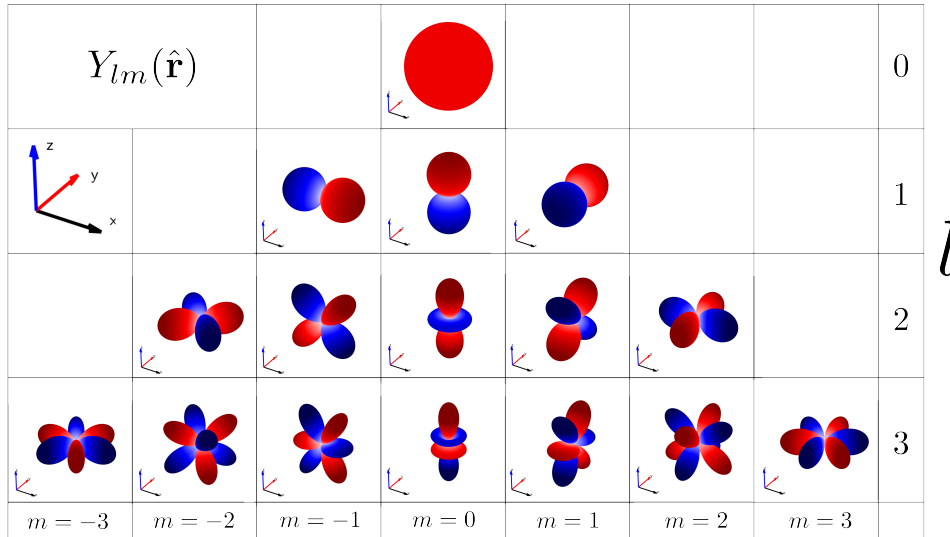 Y_{lm}(r̂)
0
z
y
x
1
l
2
3
m = −3 m = −2 m = −1 m = 0 m = 1 m = 2 m = 3